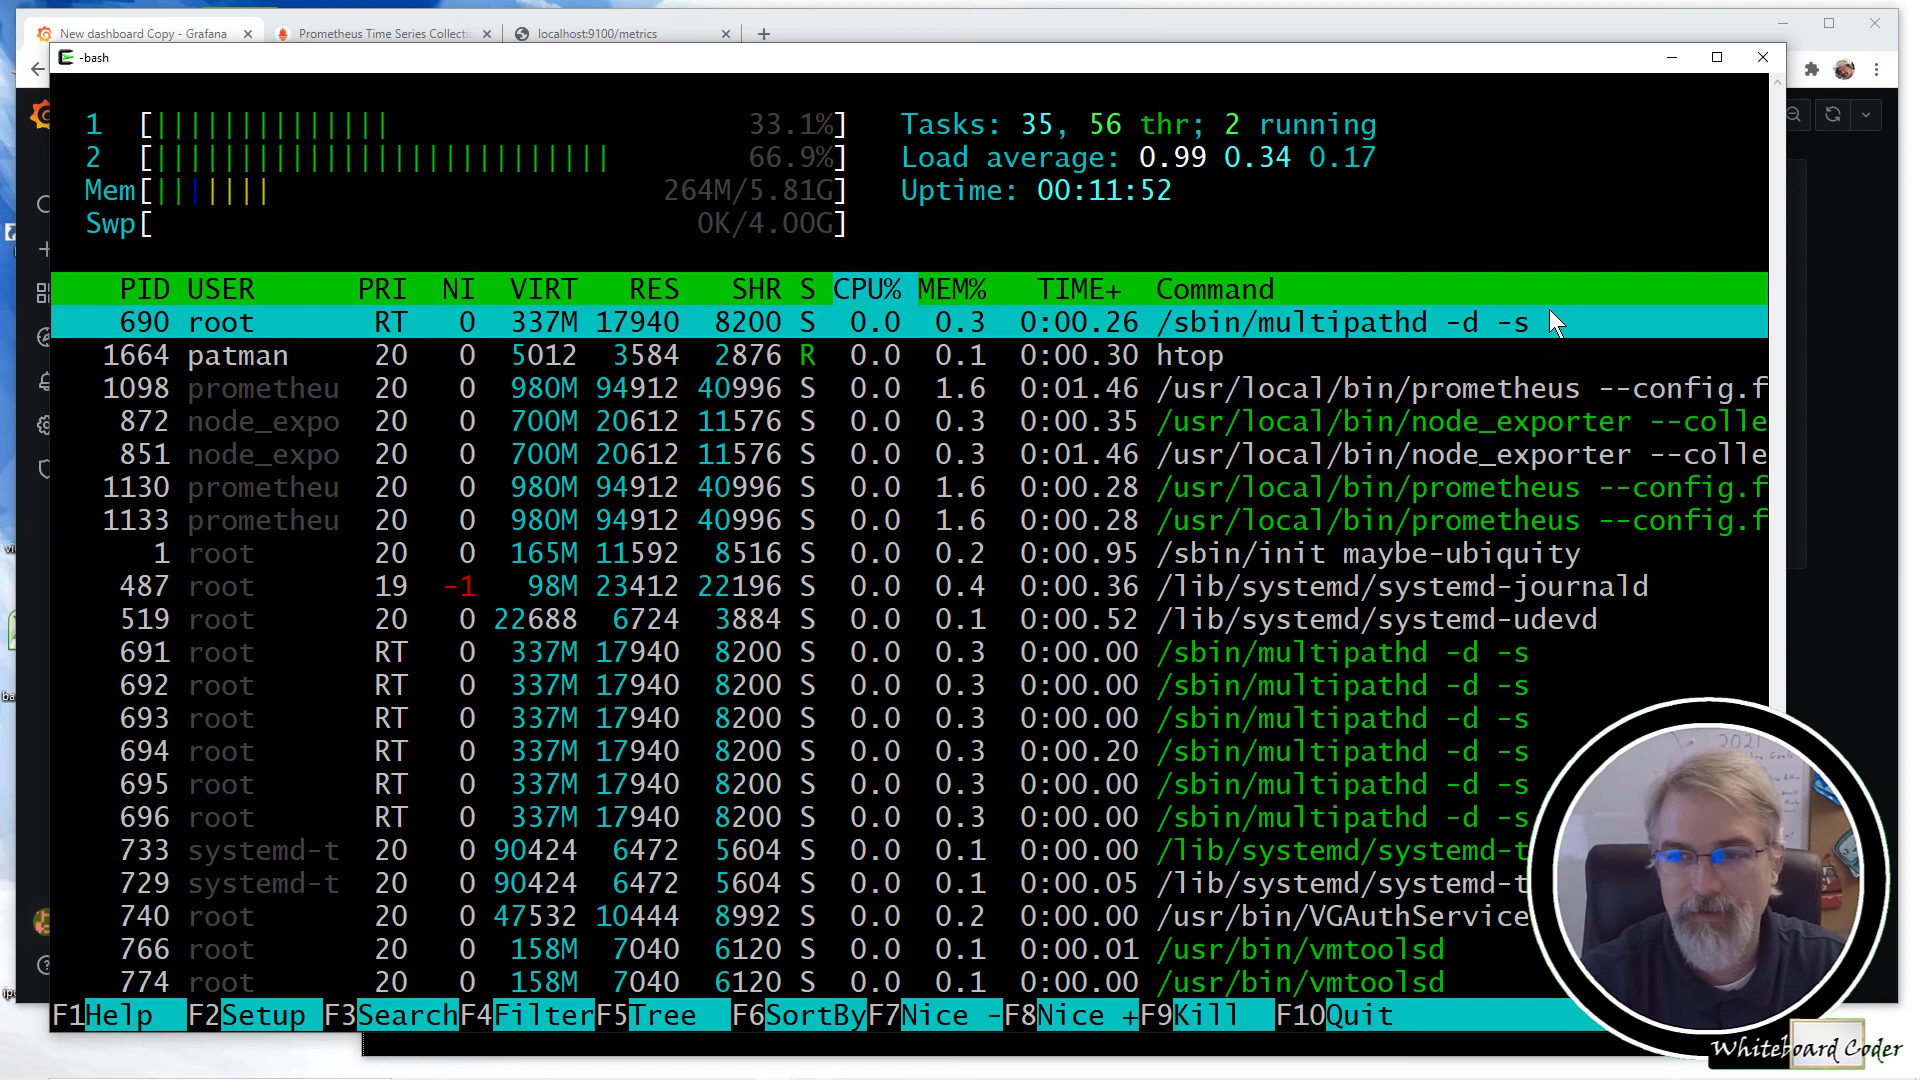 New dashboard Copy - Grafana
Prometheus Time Series Collectio
localhost:9100/metrics
-bash
1 [|||||||||||||| 33.1%]
2 [||||||||||||||||||||||||||| 66.9%]
Mem[||||||| 264M/5.81G]
Swp[ 0K/4.00G]
Tasks: 35, 56 thr; 2 running
Load average: 0.99 0.34 0.17
Uptime: 00:11:52
PID USER PRI NI VIRT RES SHR S CPU% MEM% TIME+ Command
690 root RT 0 337M 17940 8200 S 0.0 0.3 0:00.26 /sbin/multipathd -d -s
1664 patman 20 0 5012 3584 2876 R 0.0 0.1 0:00.30 htop
1098 prometheu 20 0 980M 94912 40996 S 0.0 1.6 0:01.46 /usr/local/bin/prometheus --config.f
872 node_expo 20 0 700M 20612 11576 S 0.0 0.3 0:00.35 /usr/local/bin/node_exporter --colle
851 node_expo 20 0 700M 20612 11576 S 0.0 0.3 0:01.46 /usr/local/bin/node_exporter --colle
1130 prometheu 20 0 980M 94912 40996 S 0.0 1.6 0:00.28 /usr/local/bin/prometheus --config.f
1133 prometheu 20 0 980M 94912 40996 S 0.0 1.6 0:00.28 /usr/local/bin/prometheus --config.f
1 root 20 0 165M 11592 8516 S 0.0 0.2 0:00.95 /sbin/init maybe-ubiquity
487 root 19 -1 98M 23412 22196 S 0.0 0.4 0:00.36 /lib/systemd/systemd-journald
519 root 20 0 22688 6724 3884 S 0.0 0.1 0:00.52 /lib/systemd/systemd-udevd
691 root RT 0 337M 17940 8200 S 0.0 0.3 0:00.00 /sbin/multipathd -d -s
692 root RT 0 337M 17940 8200 S 0.0 0.3 0:00.00 /sbin/multipathd -d -s
693 root RT 0 337M 17940 8200 S 0.0 0.3 0:00.00 /sbin/multipathd -d -s
694 root RT 0 337M 17940 8200 S 0.0 0.3 0:00.20 /sbin/multipathd -d -s
695 root RT 0 337M 17940 8200 S 0.0 0.3 0:00.00 /sbin/multipathd -d -s
696 root RT 0 337M 17940 8200 S 0.0 0.3 0:00.00 /sbin/multipathd -d -s
733 systemd-t 20 0 90424 6472 5604 S 0.0 0.1 0:00.00 /lib/systemd/systemd-t
729 systemd-t 20 0 90424 6472 5604 S 0.0 0.1 0:00.05 /lib/systemd/systemd-t
740 root 20 0 47532 10444 8992 S 0.0 0.2 0:00.00 /usr/bin/VGAuthService
766 root 20 0 158M 7040 6120 S 0.0 0.1 0:00.01 /usr/bin/vmtoolsd
774 root 20 0 158M 7040 6120 S 0.0 0.1 0:00.00 /usr/bin/vmtoolsd
F1Help F2Setup F3SearchF4FilterF5Tree F6SortByF7Nice -F8Nice +F9Kill F10Quit
2021
Whiteboard Coder